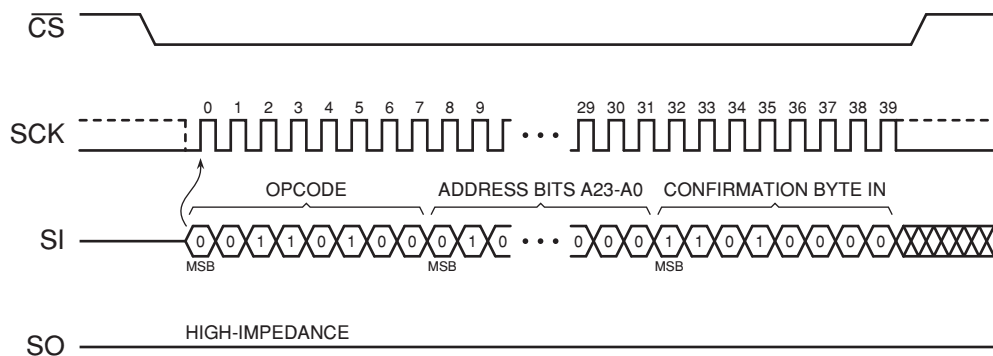 CS
0 1 2 3 4 5 6 7 8 9 29 30 31 32 33 34 35 36 37 38 39
SCK
OPCODE ADDRESS BITS A23-A0 CONFIRMATION BYTE IN
SI 0 0 1 1 0 1 0 0 0 1 0 0 0 0 1 1 0 1 0 0 0 0
MSB MSB MSB
HIGH-IMPEDANCE
SO